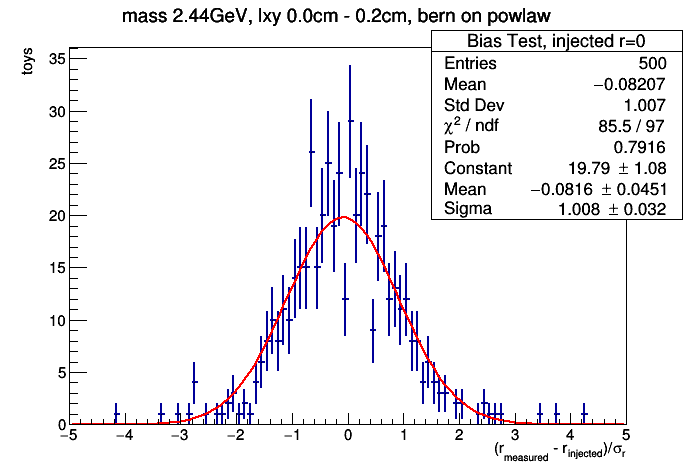 mass 2.44GeV, lxy 0.0cm - 0.2cm, bern on powlaw
Bias Test, injected r=0
Entries 500
Mean −0.08207
Std Dev 1.007
χ² / ndf 85.5 / 97
Prob 0.7916
Constant 19.79 ± 1.08
Mean −0.0816 ± 0.0451
Sigma 1.008 ± 0.032
toys
35
30
25
20
15
10
5
0
−5 −4 −3 −2 −1 0 1 2 3 4 5
(r_measured - r_injected)/σ_r